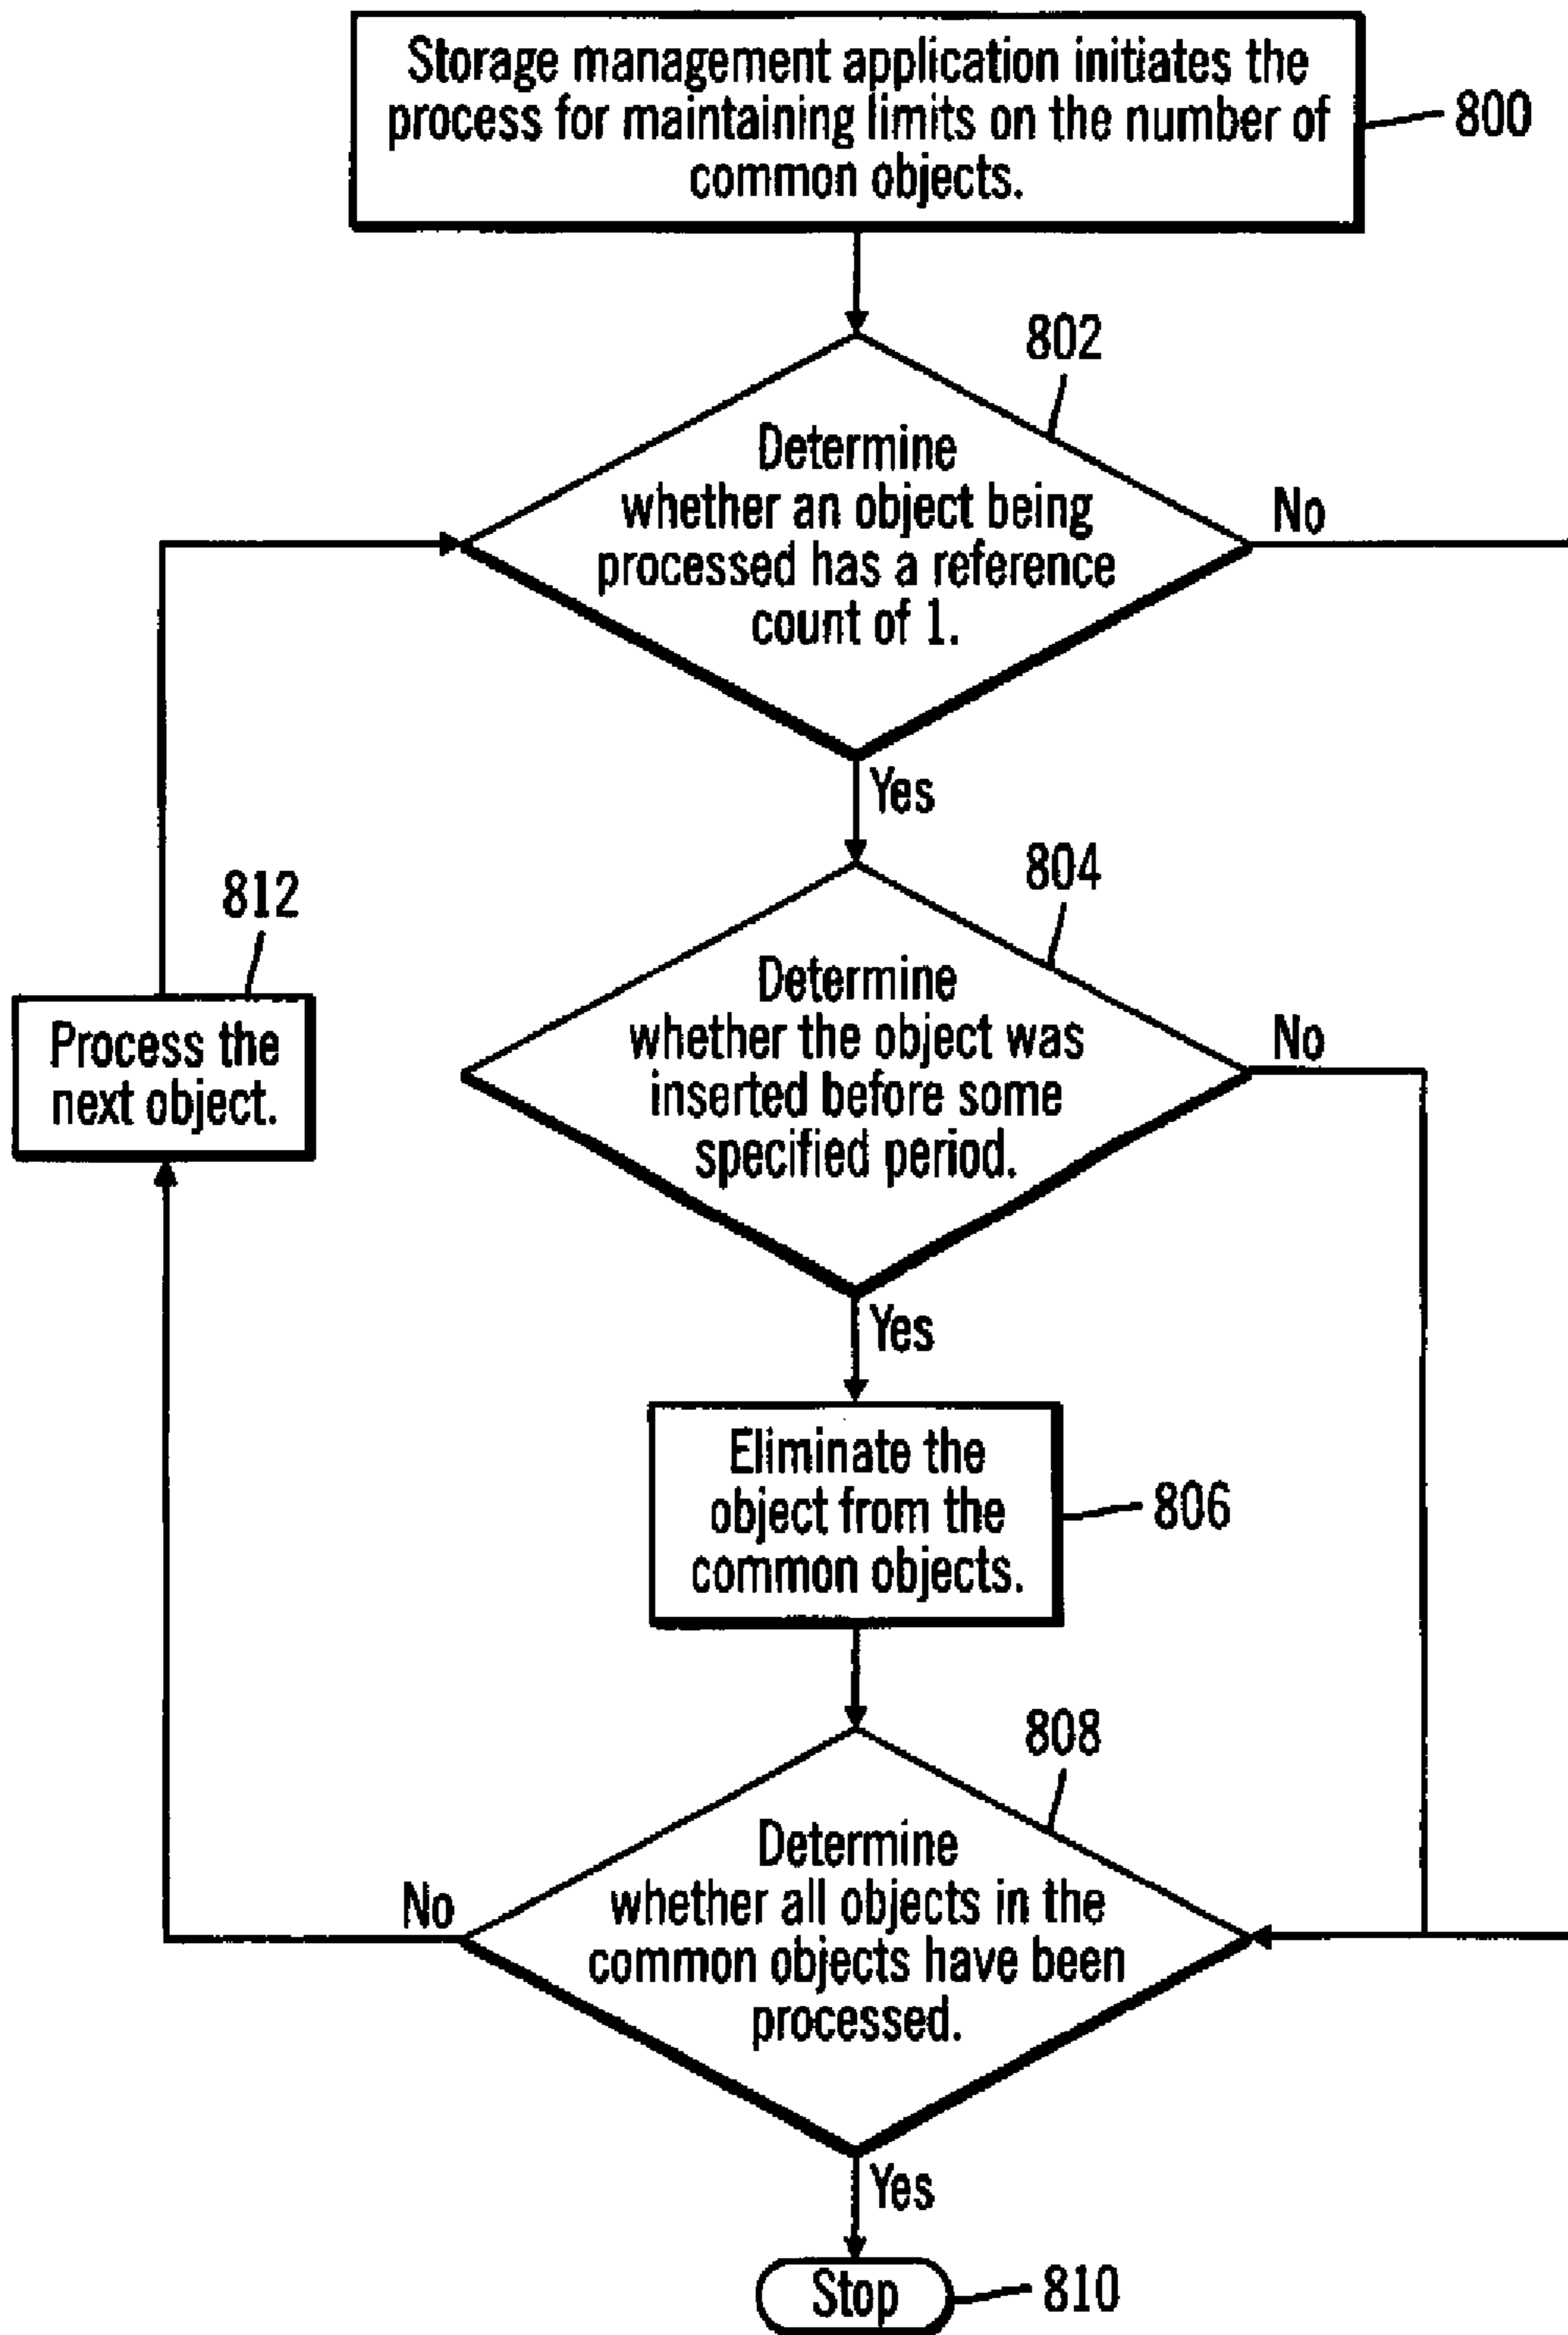 Storage management application initiates the
process for maintaining limits on the number of
common objects.
800
802
Determine
whether an object being
processed has a reference
count of 1.
No
Yes
804
812
Determine
whether the object was
inserted before some
specified period.
No
Process the
next object.
Yes
Eliminate the
object from the
common objects.
806
808
Determine
whether all objects in the
common objects have been
processed.
No
Yes
Stop
810